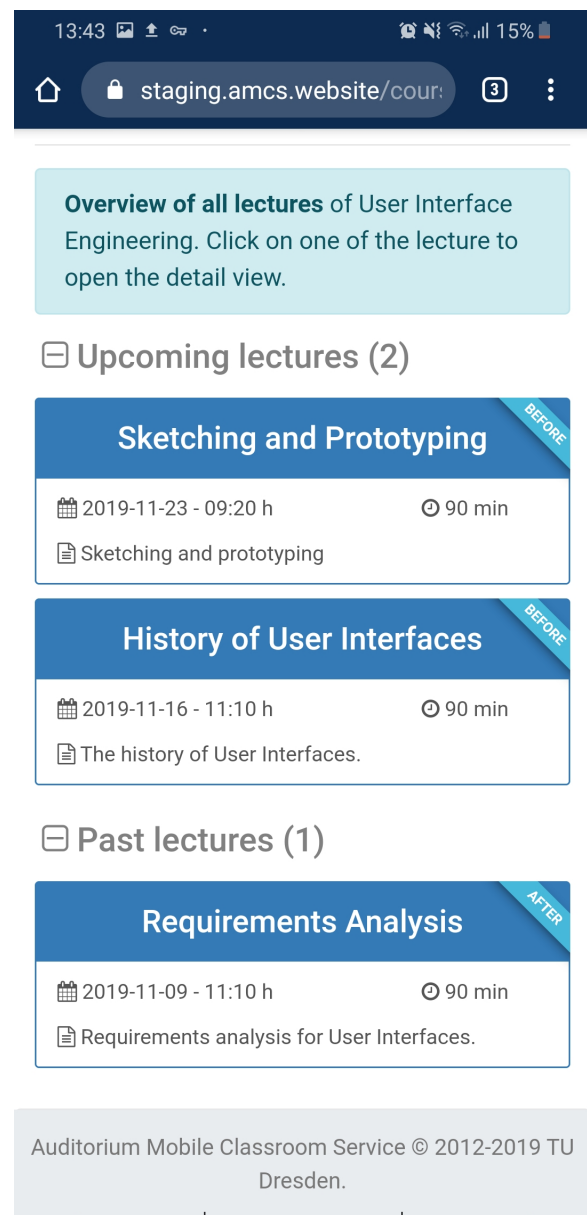 13:43 15%
staging.amcs.website/cour 3
Overview of all lectures of User Interface
Engineering. Click on one of the lecture to
open the detail view.
Upcoming lectures (2)
BEFORE
Sketching and Prototyping
2019-11-23 - 09:20 h 90 min
Sketching and prototyping
BEFORE
History of User Interfaces
2019-11-16 - 11:10 h 90 min
The history of User Interfaces.
Past lectures (1)
AFTER
Requirements Analysis
2019-11-09 - 11:10 h 90 min
Requirements analysis for User Interfaces.
Auditorium Mobile Classroom Service © 2012-2019 TU
Dresden.